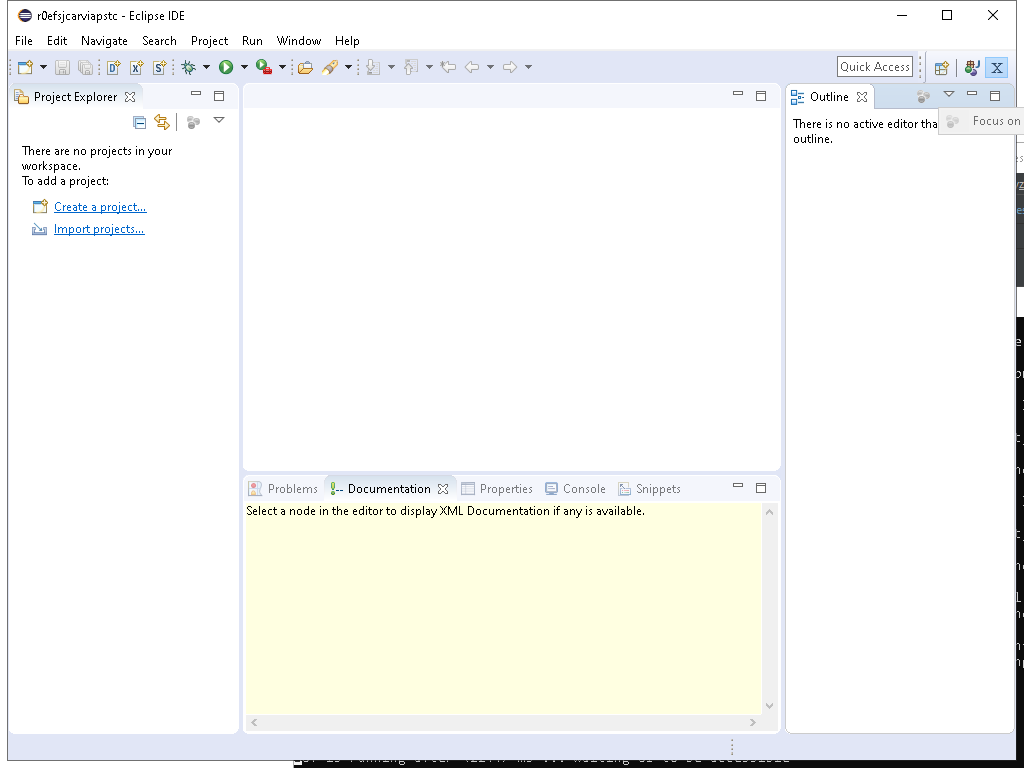 r0efsjcarviapstc - Eclipse IDE
File Edit Navigate Search Project Run Window Help
Quick Access
Project Explorer
Outline
There are no projects in your
workspace.
To add a project:
Create a project...
Import projects...
There is no active editor tha
outline.
Focus on
Problems Documentation Properties Console Snippets
Select a node in the editor to display XML Documentation if any is available.